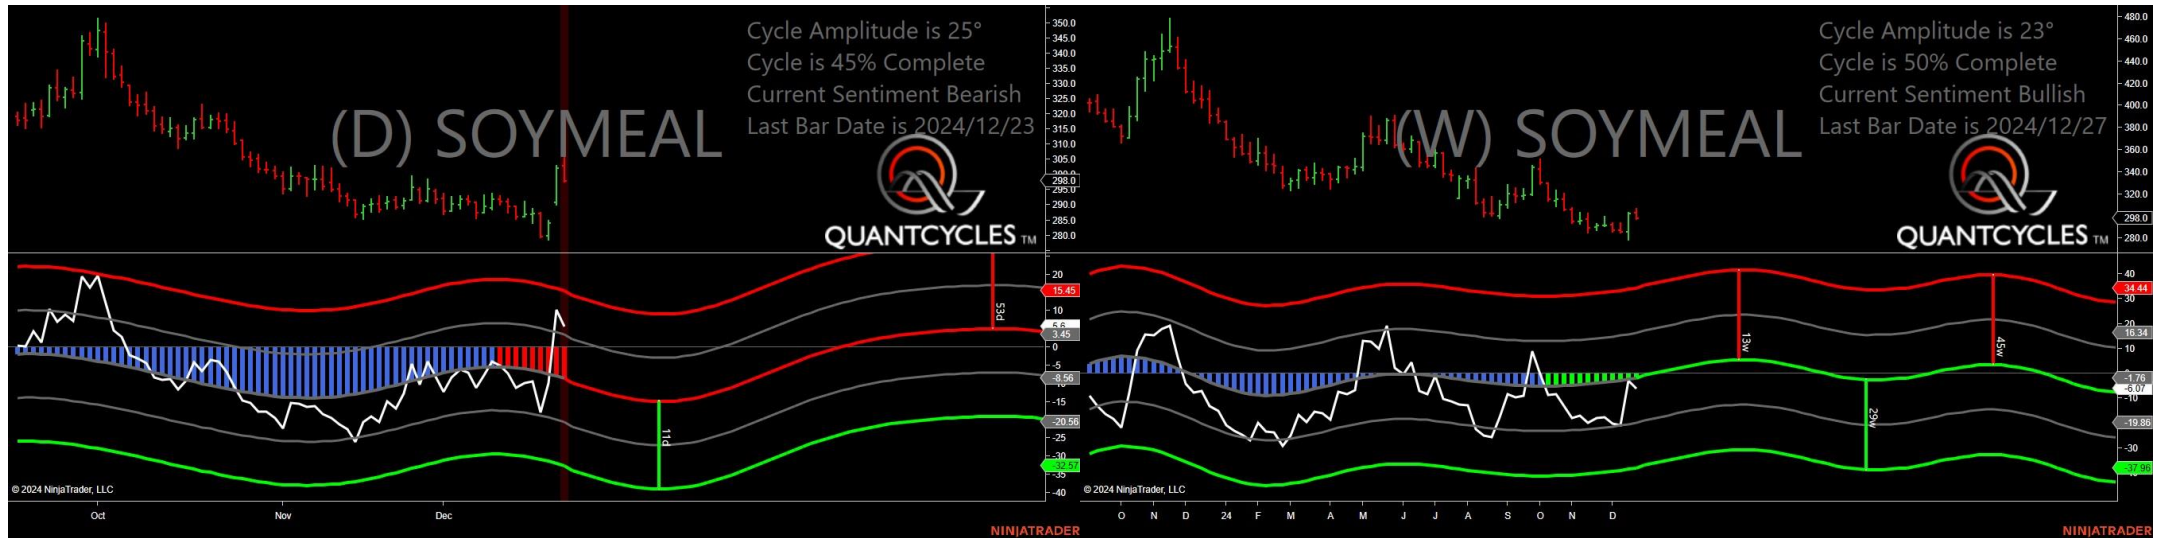 Cycle Amplitude is 25°
Cycle is 45% Complete
Current Sentiment Bearish
Last Bar Date is 2024/12/23
(D) SOYMEAL
QUANTCYCLES TM
350.0
345.0
340.0
335.0
330.0
325.0
320.0
315.0
310.0
305.0
298.0
295.0
290.0
285.0
280.0
20
15.45
10
3.45
0
-5
-8.56
-15
-20.56
-25
-30
-32.57
-35
-40
53d
11d
© 2024 NinjaTrader, LLC
Oct
Nov
Dec
NINJATRADER
Cycle Amplitude is 23°
Cycle is 50% Complete
Current Sentiment Bullish
Last Bar Date is 2024/12/27
(W) SOYMEAL
QUANTCYCLES TM
480.0
460.0
440.0
420.0
400.0
380.0
360.0
340.0
320.0
298.0
280.0
40
34.44
30
20
16.34
10
-1.76
-6.07
-10
-19.86
-30
-37.96
13w
45w
29w
© 2024 NinjaTrader, LLC
O
N
D
24
F
M
A
M
J
J
A
S
O
N
D
NINJATRADER